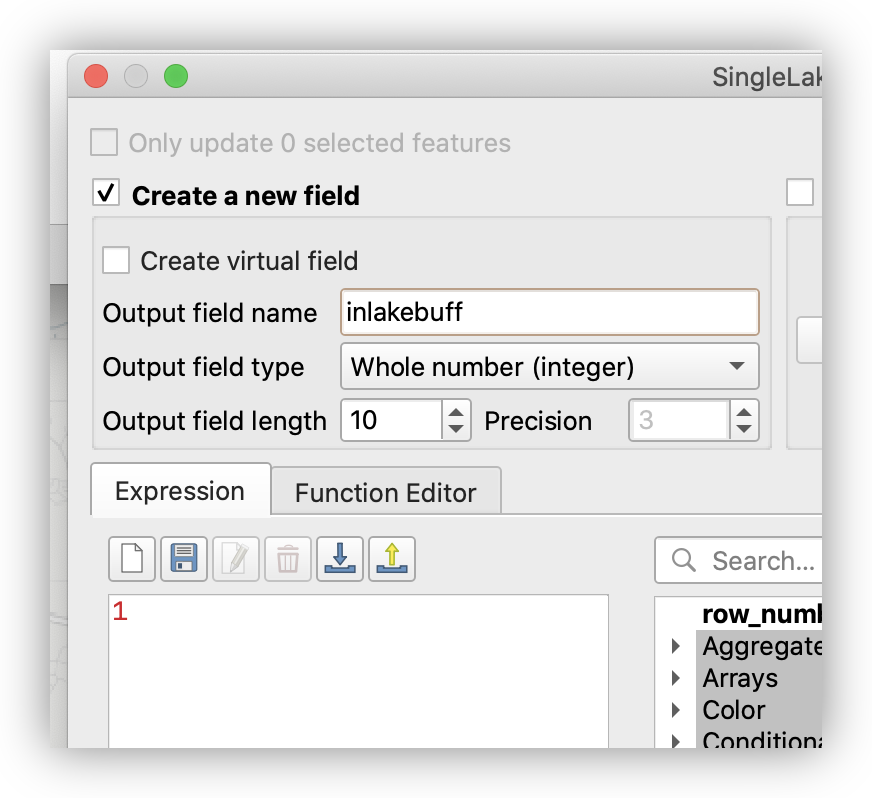 SingleLak
Only update 0 selected features
Create a new field
Create virtual field
Output field name inlakebuff
Output field type Whole number (integer)
Output field length 10 Precision 3
Expression Function Editor
Search...
1
row_numb
Aggregate
Arrays
Color
Conditiona